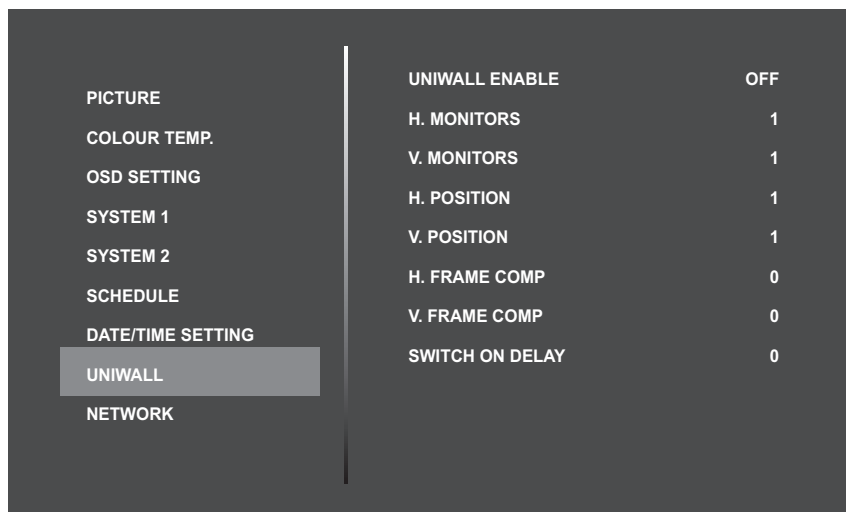 PICTURE
COLOUR TEMP.
OSD SETTING
SYSTEM 1
SYSTEM 2
SCHEDULE
DATE/TIME SETTING
UNIWALL
NETWORK
UNIWALL ENABLE OFF
H. MONITORS 1
V. MONITORS 1
H. POSITION 1
V. POSITION 1
H. FRAME COMP 0
V. FRAME COMP 0
SWITCH ON DELAY 0